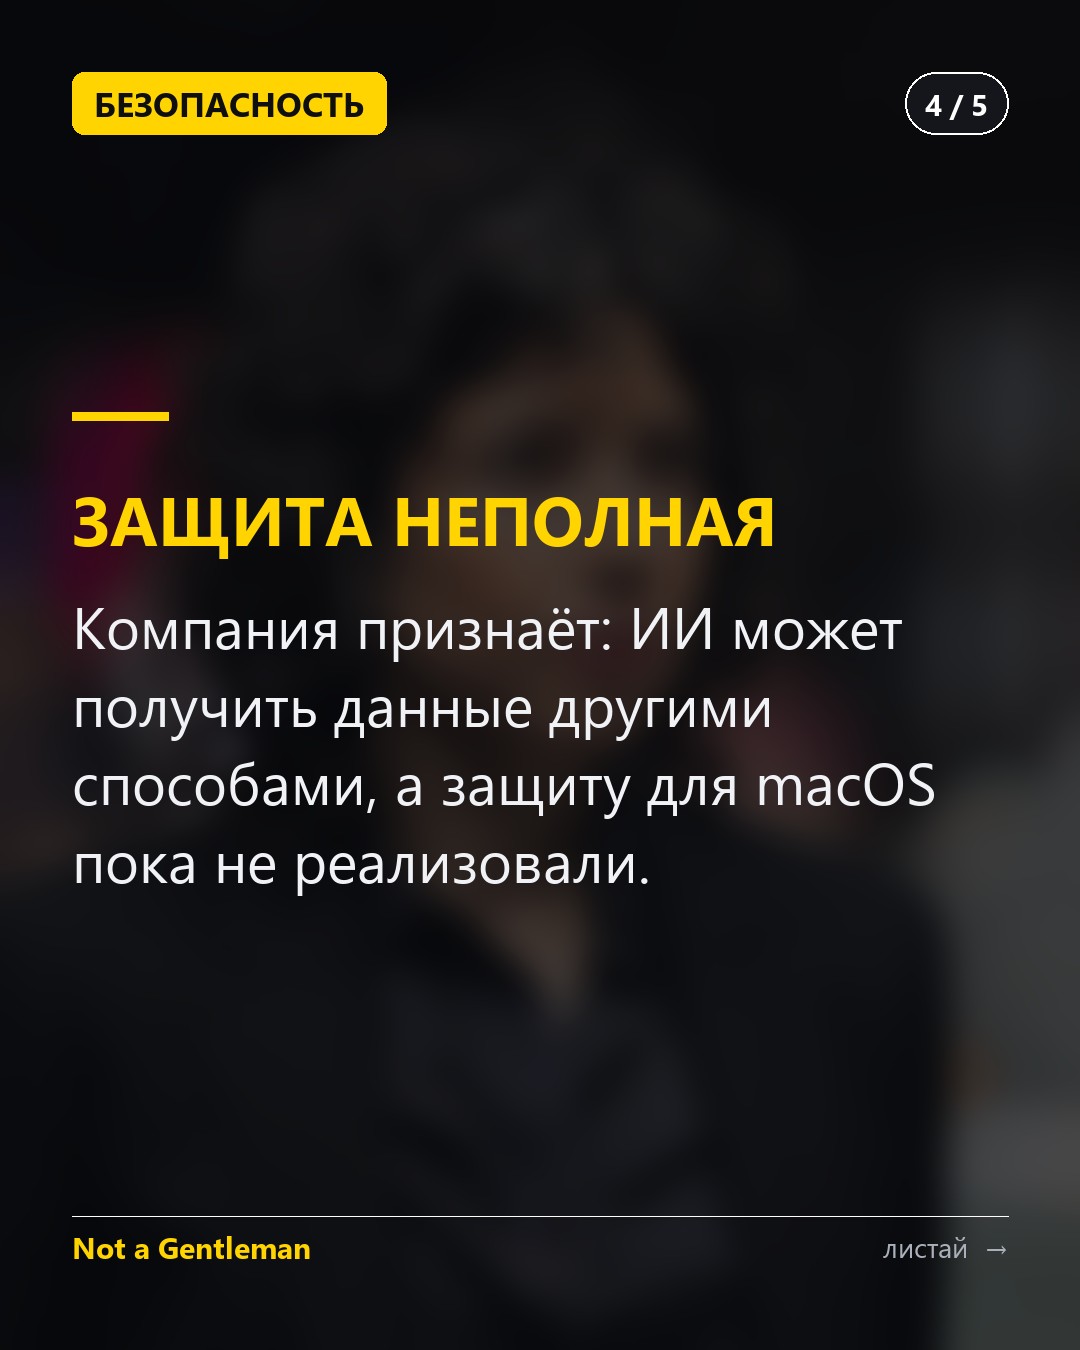 БЕЗОПАСНОСТЬ
4 / 5
ЗАЩИТА НЕПОЛНАЯ
Компания признаёт: ИИ может
получить данные другими
способами, а защиту для macOS
пока не реализовали.
Not a Gentleman
листай →